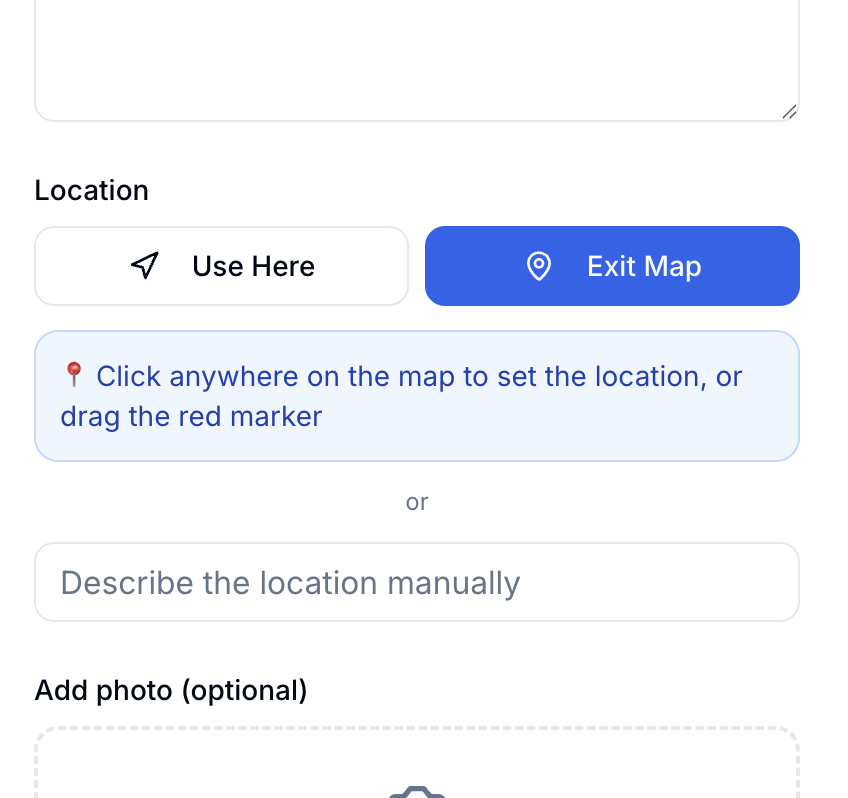 Location
Use Here
Exit Map
📍 Click anywhere on the map to set the location, or
drag the red marker
or
Describe the location manually
Add photo (optional)